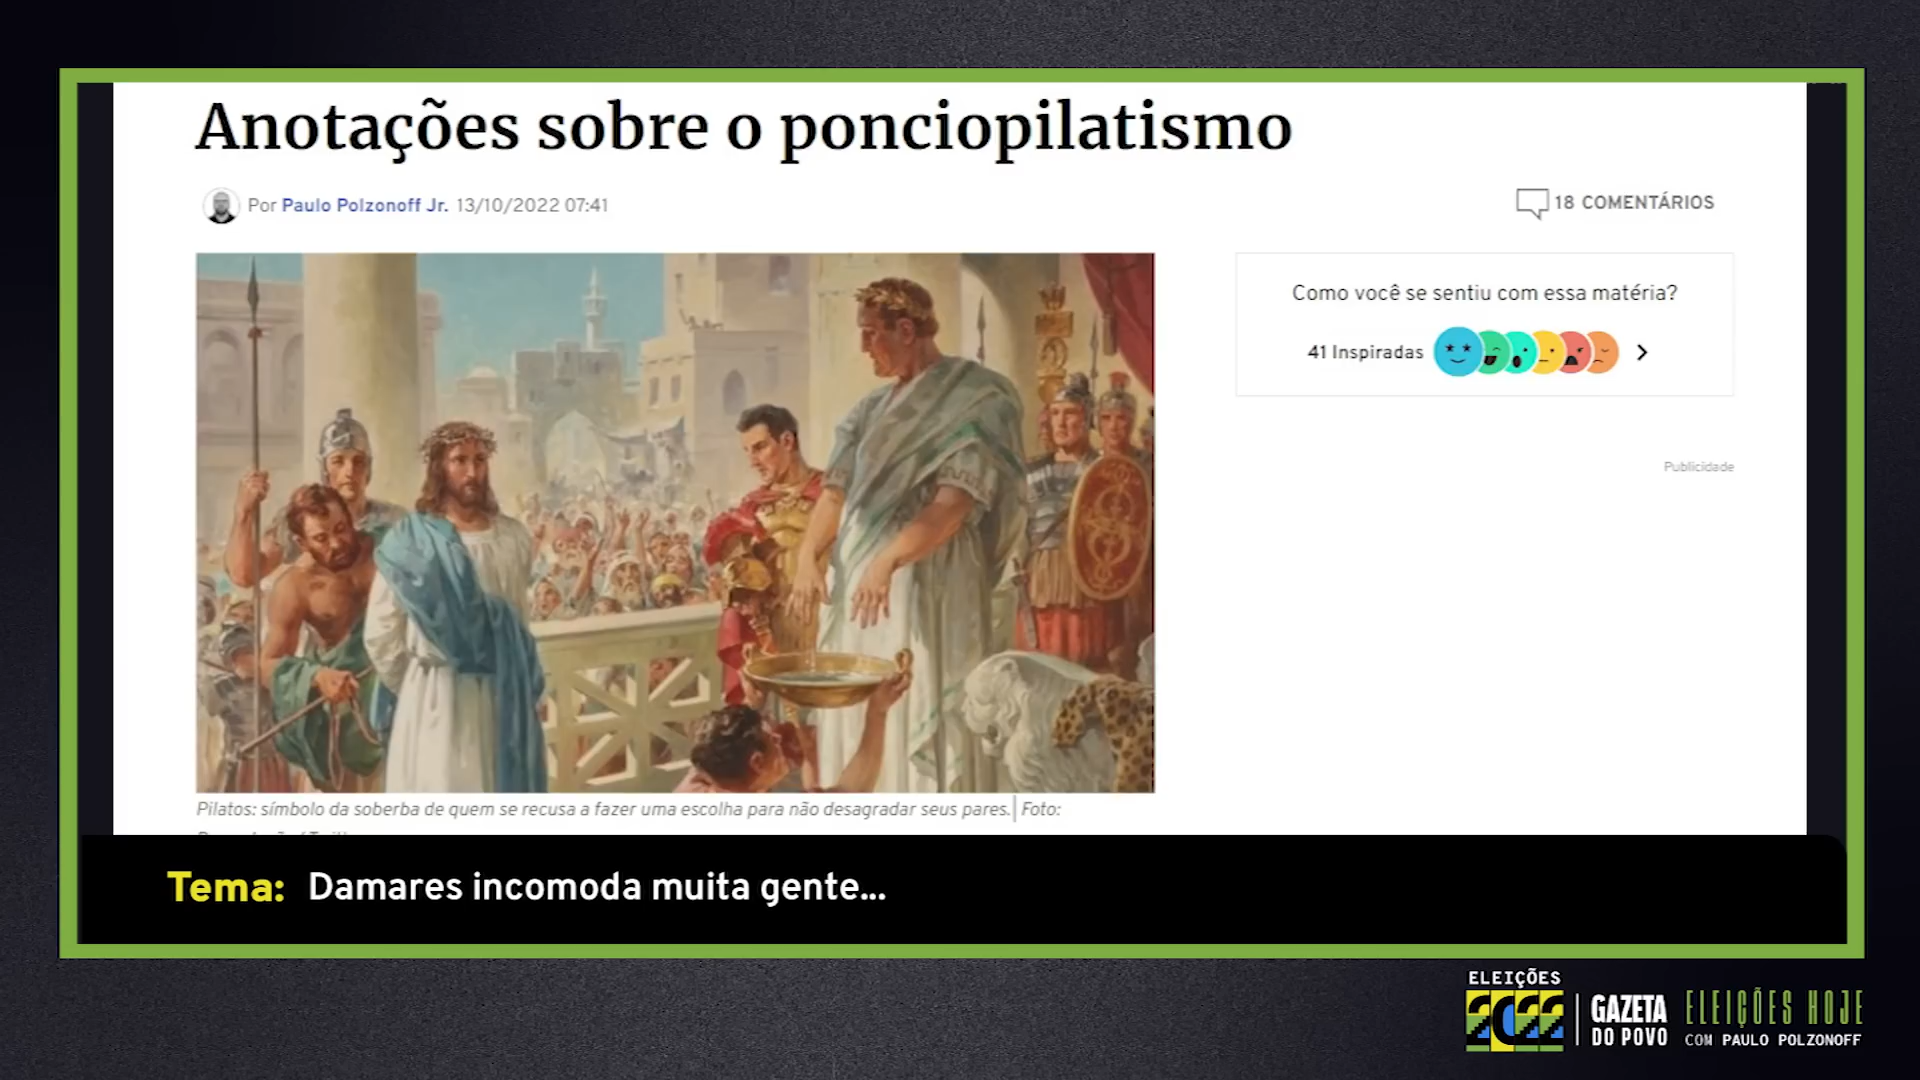 Anotações sobre o ponciopilatismo
Por Paulo Polzonoff Jr. 13/10/2022 07:41
18 COMENTÁRIOS
Como você se sentiu com essa matéria?
41 Inspiradas
Publicidade
Pilatos: símbolo da soberba de quem se recusa a fazer uma escolha para não desagradar seus pares.| Foto:
Tema: Damares incomoda muita gente...
ELEIÇÕES
2022
GAZETA
DO POVO
ELEIÇÕES HOJE
COM PAULO POLZONOFF